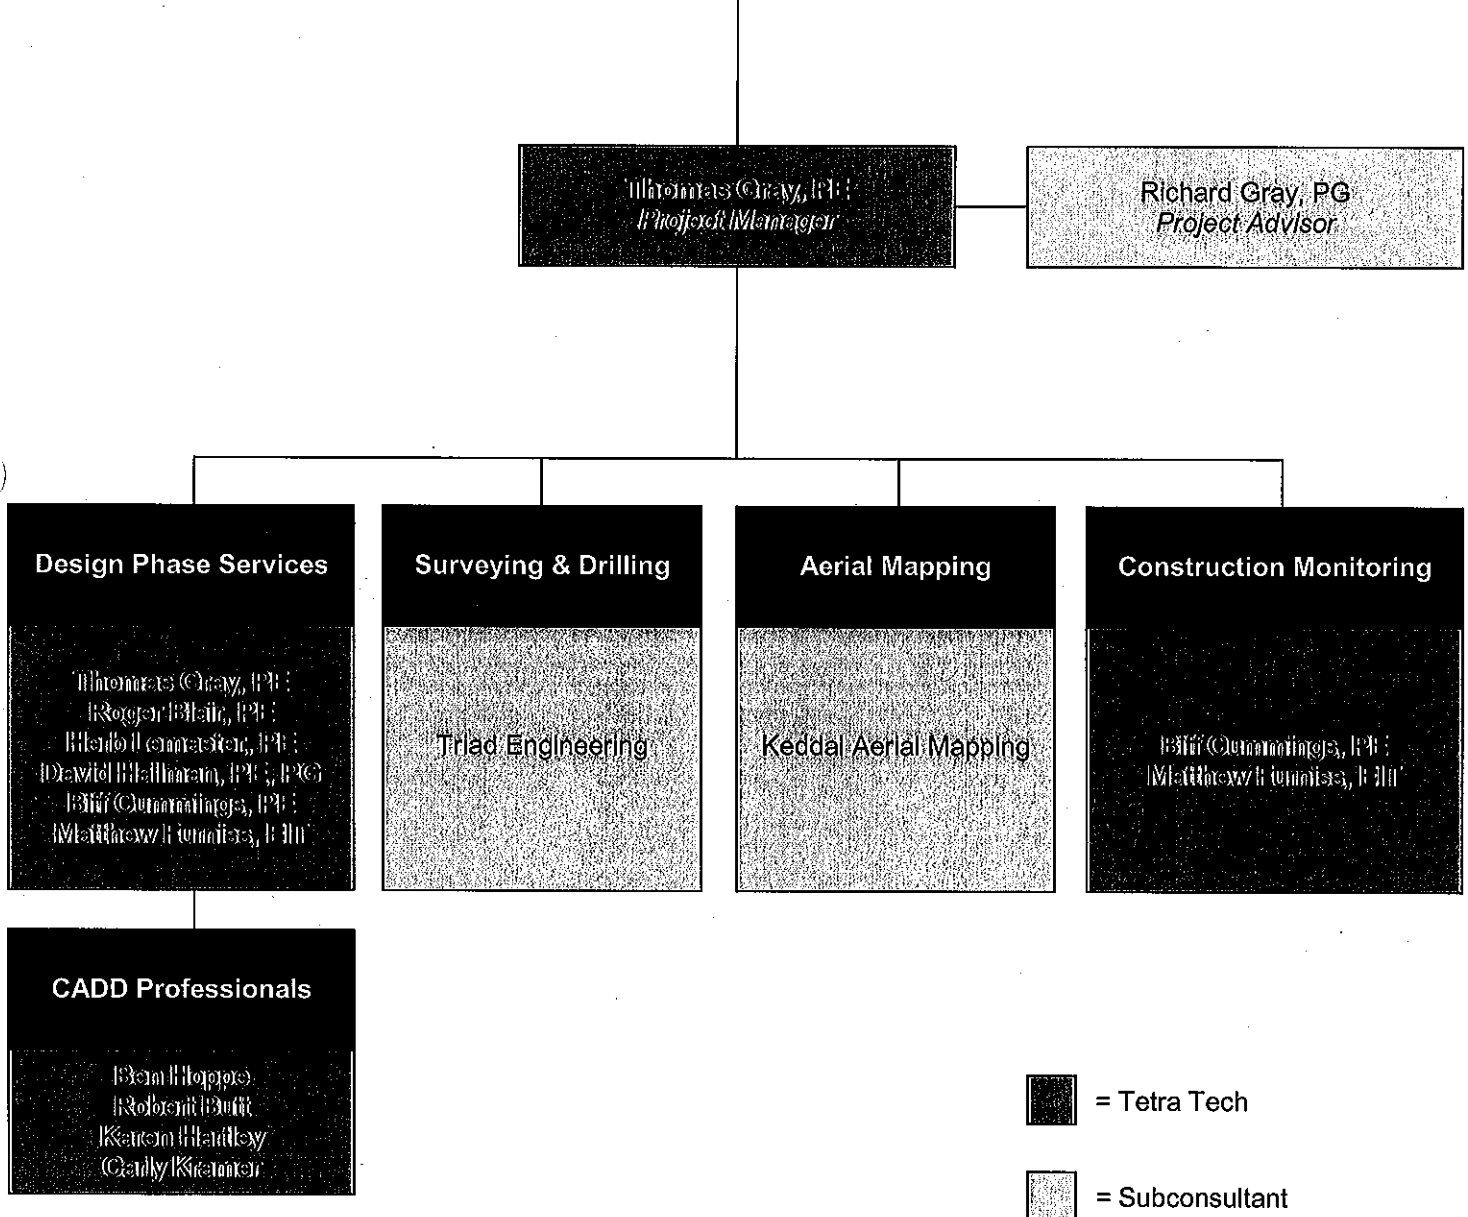 Thomas Gray, PE
Project Manager
Richard Gray, PG
Project Advisor
Design Phase Services
Thomas Gray, PE
Roger Blair, PE
Herb Lemaster, PE
David Hallman, PE, PG
Biff Cummings, PE
Matthew Furniss, EIT
Surveying & Drilling
Triad Engineering
Aerial Mapping
Keddal Aerial Mapping
Construction Monitoring
Biff Cummings, PE
Matthew Furniss, EIT
CADD Professionals
Ben Hoppe
Robert Butt
Karen Hartley
Carly Kramer
= Tetra Tech
= Subconsultant